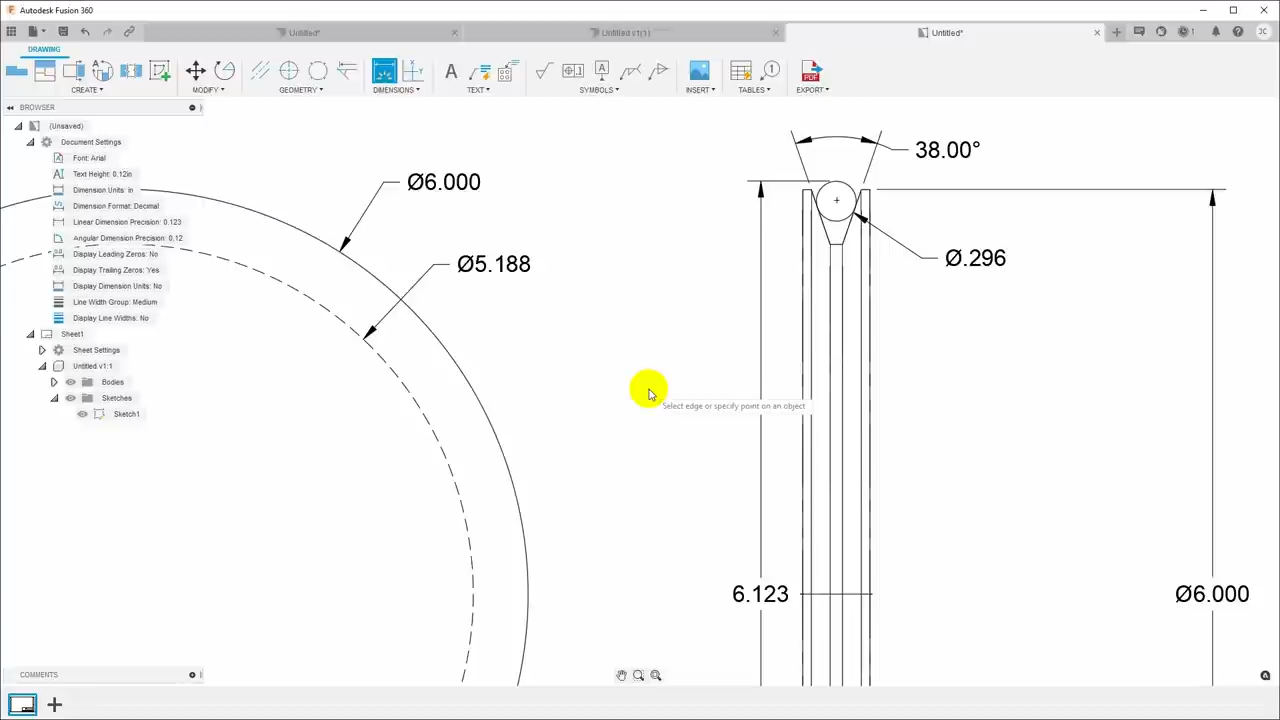 Autodesk Fusion 360
Untitled*
Untitled v1(1)
Untitled*
1
JC
DRAWING
CREATE
MODIFY
GEOMETRY
DIMENSIONS
TEXT
SYMBOLS
INSERT
TABLES
EXPORT
BROWSER
(Unsaved)
Document Settings
Font: Arial
Text Height: 0.12in
Dimension Units: in
Dimension Format: Decimal
Linear Dimension Precision: 0.123
Angular Dimension Precision: 0.12
Display Leading Zeros: No
Display Trailing Zeros: Yes
Display Dimension Units: No
Line Width Group: Medium
Display Line Widths: No
Sheet1
Sheet Settings
Untitled v1:1
Bodies
Sketches
Sketch1
38.00°
Ø6.000
Ø5.188
Ø.296
Select edge or specify point on an object
6.123
Ø6.000
COMMENTS